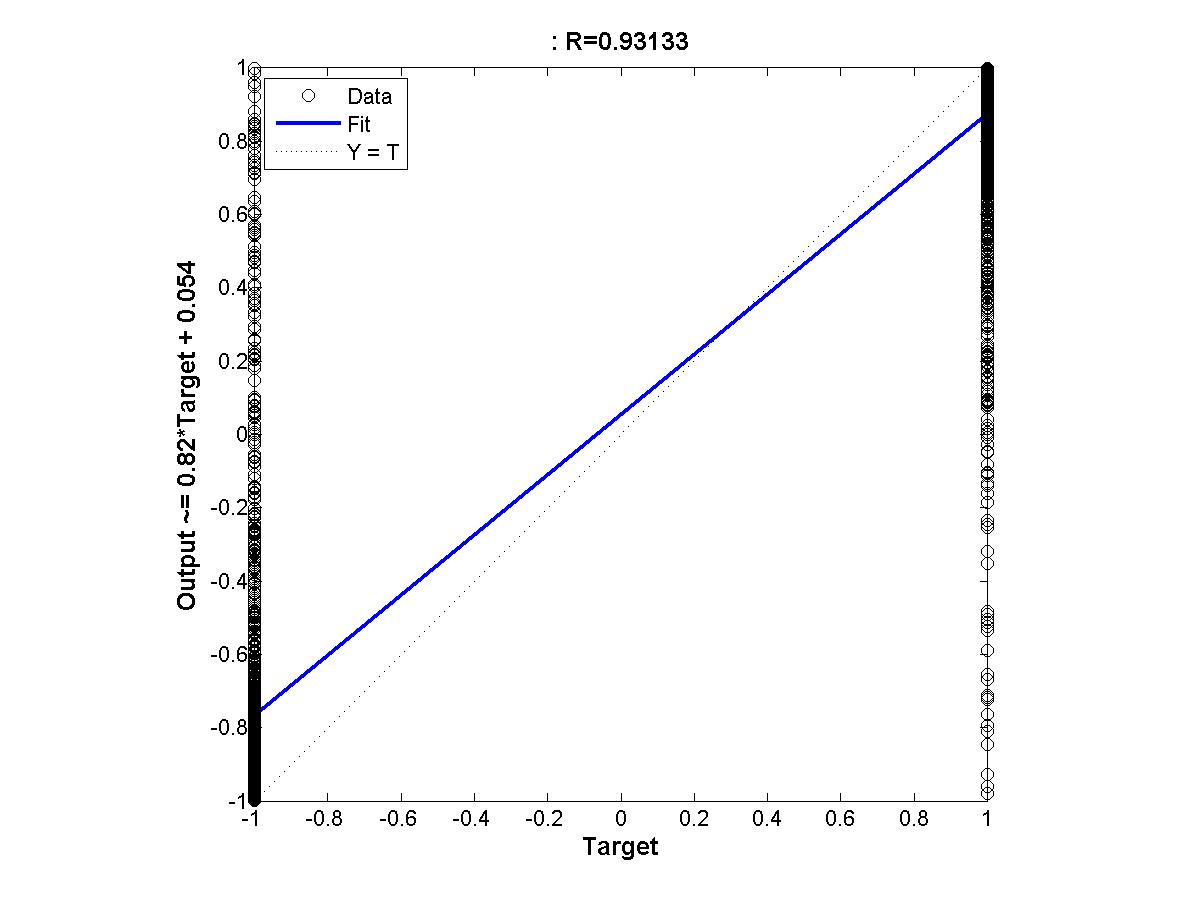 : R=0.93133
Data
Fit
Y = T
1
0.8
0.6
0.4
0.2
0
-0.2
-0.4
-0.6
-0.8
-1
Output ~= 0.82*Target + 0.054
-1 -0.8 -0.6 -0.4 -0.2 0 0.2 0.4 0.6 0.8 1
Target